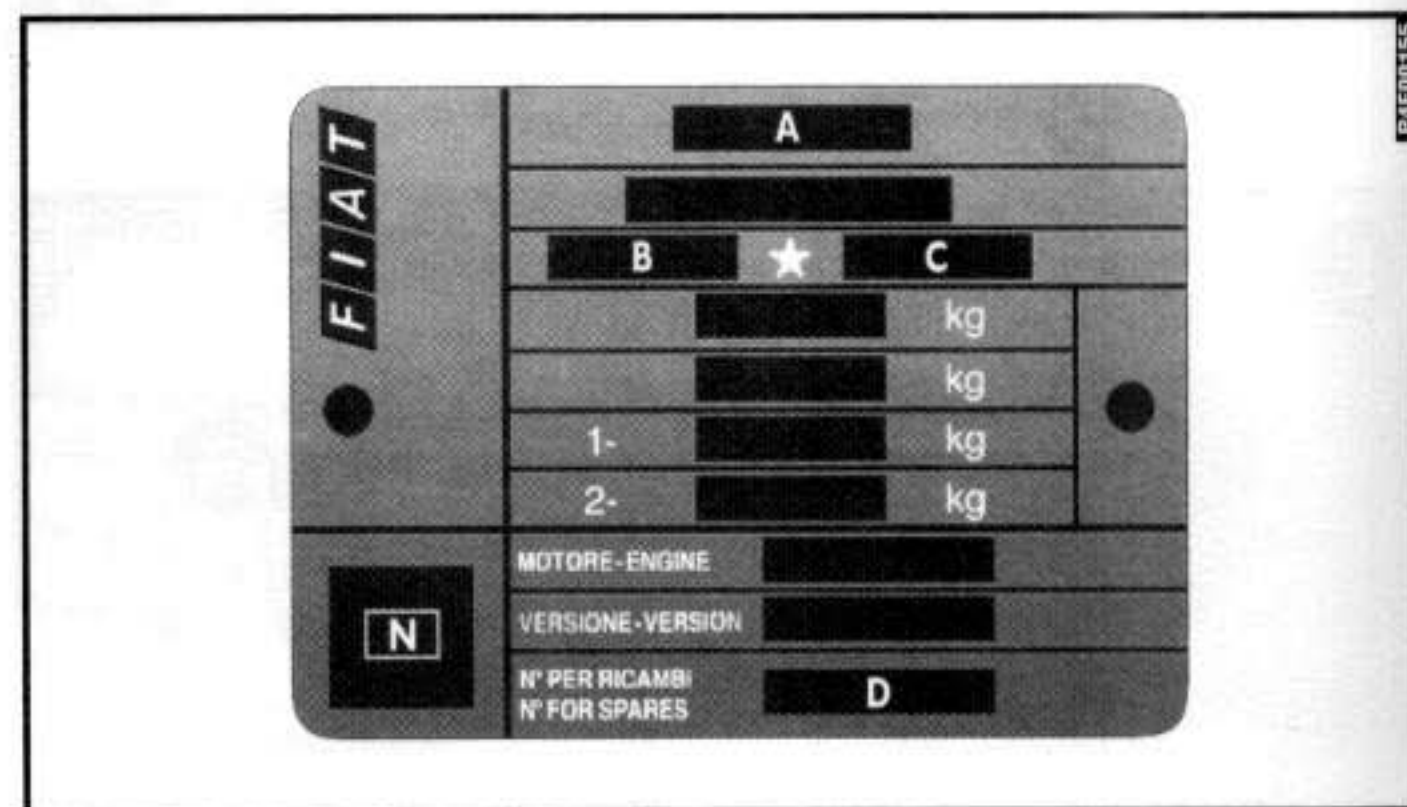 FIAT
A
B ★ C
kg
kg
1- kg
2- kg
N
MOTORE-ENGINE
VERSIONE-VERSION
N° PER RICAMBI
N° FOR SPARES
D